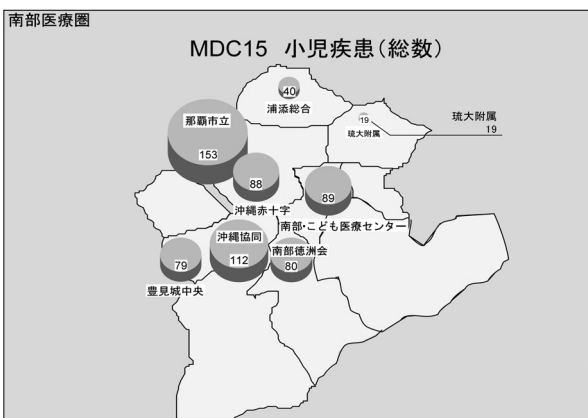 南部医療圏
MDC15 小児疾患（総数）
40
浦添総合
那覇市立
153
19
琉大附属
琉大附属
19
88
沖縄赤十字
89
南部・こども医療センター
沖縄協同
112
南部徳洲会
80
79
豊見城中央